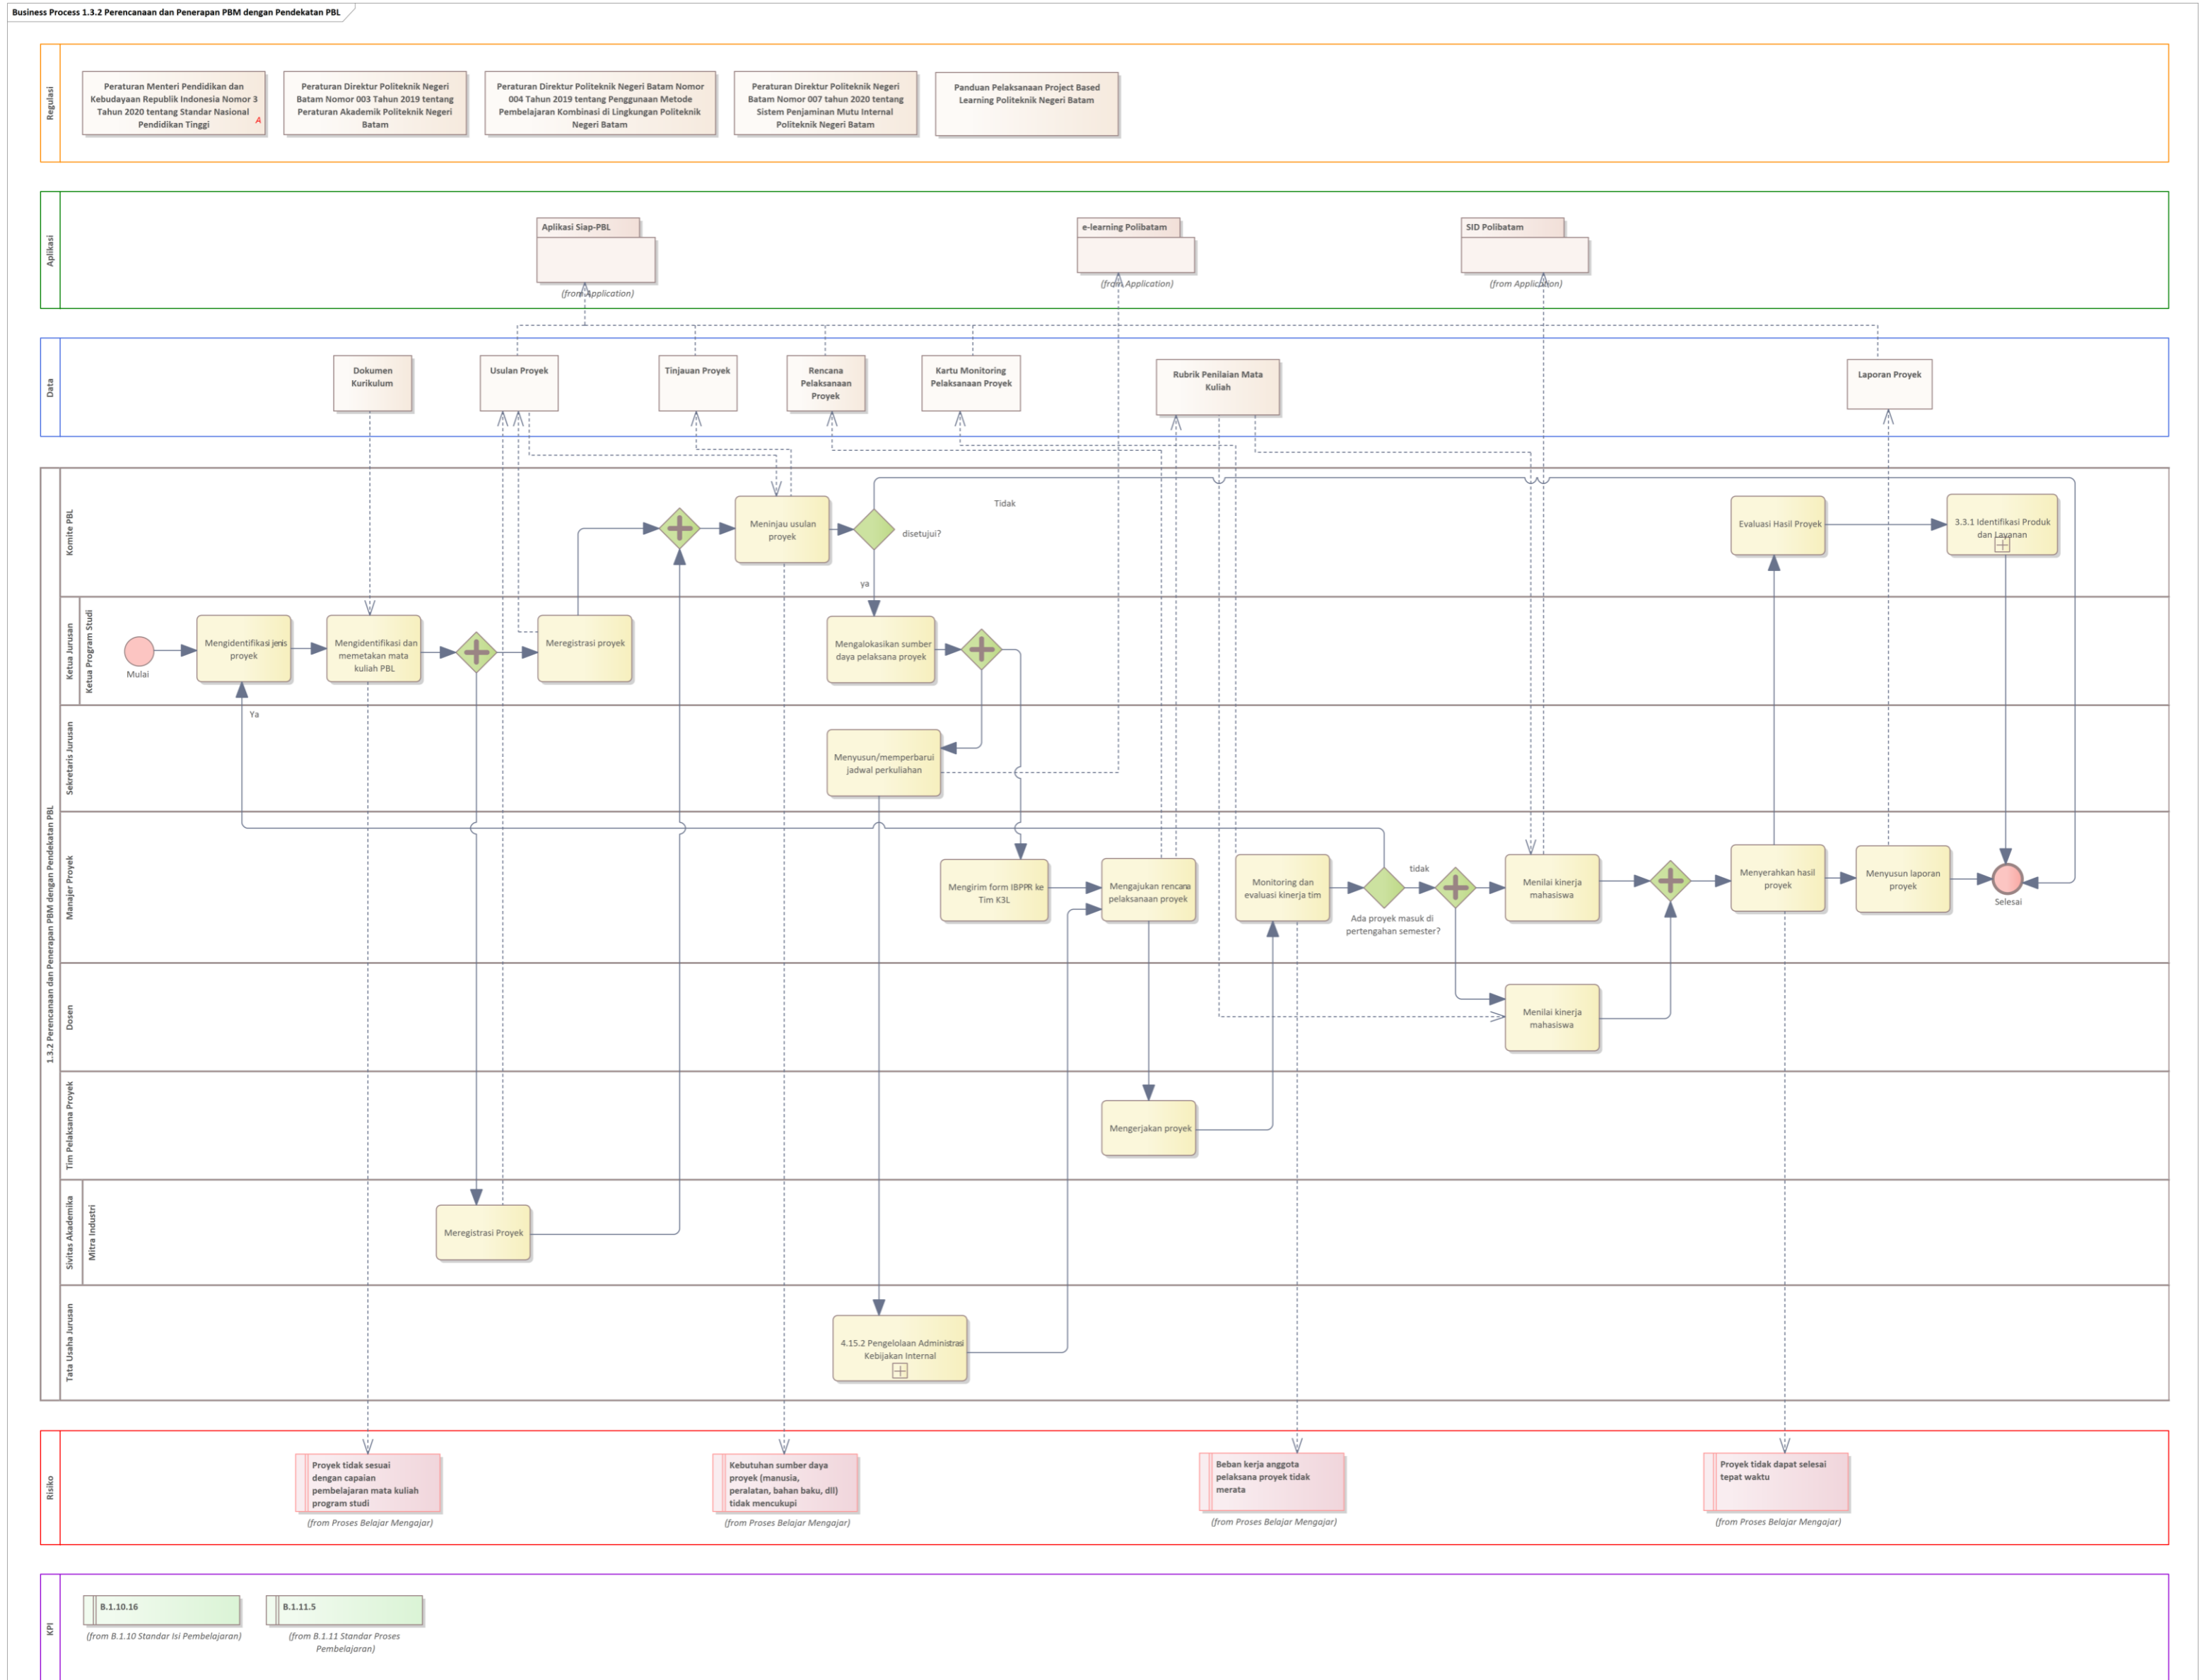 Business Process 1.3.2 Perencanaan dan Penerapan PBM dengan Pendekatan PBL
Regulasi
Peraturan Menteri Pendidikan dan
Kebudayaan Republik Indonesia Nomor 3
Tahun 2020 tentang Standar Nasional
Pendidikan Tinggi
A
Peraturan Direktur Politeknik Negeri
Batam Nomor 003 Tahun 2019 tentang
Peraturan Akademik Politeknik Negeri
Batam
Peraturan Direktur Politeknik Negeri Batam Nomor
004 Tahun 2019 tentang Penggunaan Metode
Pembelajaran Kombinasi di Lingkungan Politeknik
Negeri Batam
Peraturan Direktur Politeknik Negeri
Batam Nomor 007 tahun 2020 tentang
Sistem Penjaminan Mutu Internal
Politeknik Negeri Batam
Panduan Pelaksanaan Project Based
Learning Politeknik Negeri Batam
Aplikasi
Aplikasi Siap-PBL
(from Application)
e-learning Polibatam
(from Application)
SID Polibatam
(from Application)
Data
Dokumen
Kurikulum
Usulan Proyek
Tinjauan Proyek
Rencana
Pelaksanaan
Proyek
Kartu Monitoring
Pelaksanaan Proyek
Rubrik Penilaian Mata
Kuliah
Laporan Proyek
1.3.2 Perencanaan dan Penerapan PBM dengan Pendekatan PBL
Komite PBL
Meninjau usulan
proyek
disetujui?
Tidak
ya
Evaluasi Hasil Proyek
3.3.1 Identifikasi Produk
dan Layanan
Ketua Jurusan
Ketua Program Studi
Mulai
Mengidentifikasi jenis
proyek
Mengidentifikasi dan
memetakan mata
kuliah PBL
Meregistrasi proyek
Mengalokasikan sumber
daya pelaksana proyek
Sekretaris Jurusan
Ya
Menyusun/memperbarui
jadwal perkuliahan
Manajer Proyek
Mengirim form IBPPR ke
Tim K3L
Mengajukan rencana
pelaksanaan proyek
Monitoring dan
evaluasi kinerja tim
Ada proyek masuk di
pertengahan semester?
tidak
Menilai kinerja
mahasiswa
Menyerahkan hasil
proyek
Menyusun laporan
proyek
Selesai
Dosen
Menilai kinerja
mahasiswa
Tim Pelaksana Proyek
Mengerjakan proyek
Sivitas Akademika
Mitra Industri
Meregistrasi Proyek
Tata Usaha Jurusan
4.15.2 Pengelolaan Administrasi
Kebijakan Internal
Risiko
Proyek tidak sesuai
dengan capaian
pembelajaran mata kuliah
program studi
(from Proses Belajar Mengajar)
Kebutuhan sumber daya
proyek (manusia,
peralatan, bahan baku, dll)
tidak mencukupi
(from Proses Belajar Mengajar)
Beban kerja anggota
pelaksana proyek tidak
merata
(from Proses Belajar Mengajar)
Proyek tidak dapat selesai
tepat waktu
(from Proses Belajar Mengajar)
KPI
B.1.10.16
(from B.1.10 Standar Isi Pembelajaran)
B.1.11.5
(from B.1.11 Standar Proses
Pembelajaran)